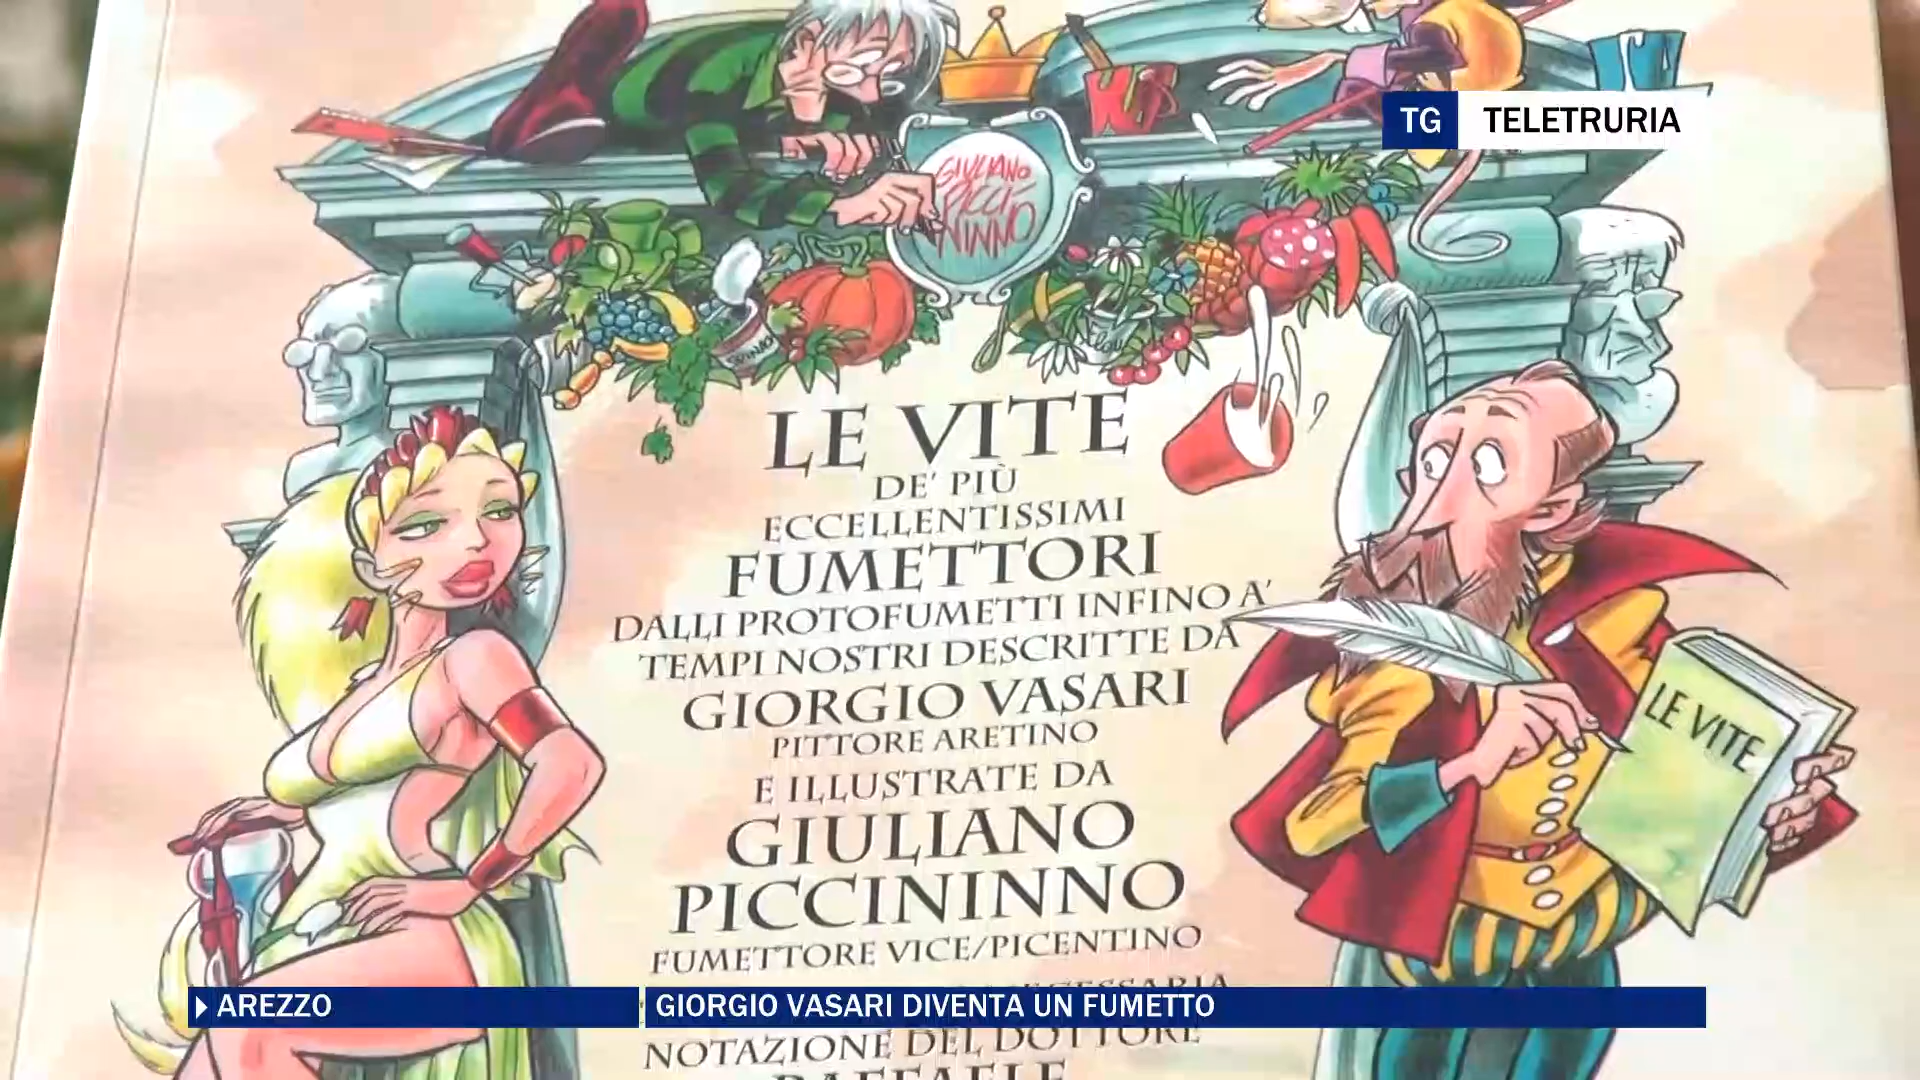 TG TELETRURIA
GIULIANO
PICCI-
NINNO
LE VITE
DE' PIÙ
ECCELLENTISSIMI
FUMETTORI
DALLI PROTOFUMETTI INFINO A'
TEMPI NOSTRI DESCRITTE DA
GIORGIO VASARI
PITTORE ARETINO
E ILLUSTRATE DA
GIULIANO
PICCININNO
FUMETTORE VICE/PICENTINO
NOTAZIONE DEL DOTTORE
RAFFAELE
LE VITE
AREZZO
GIORGIO VASARI DIVENTA UN FUMETTO